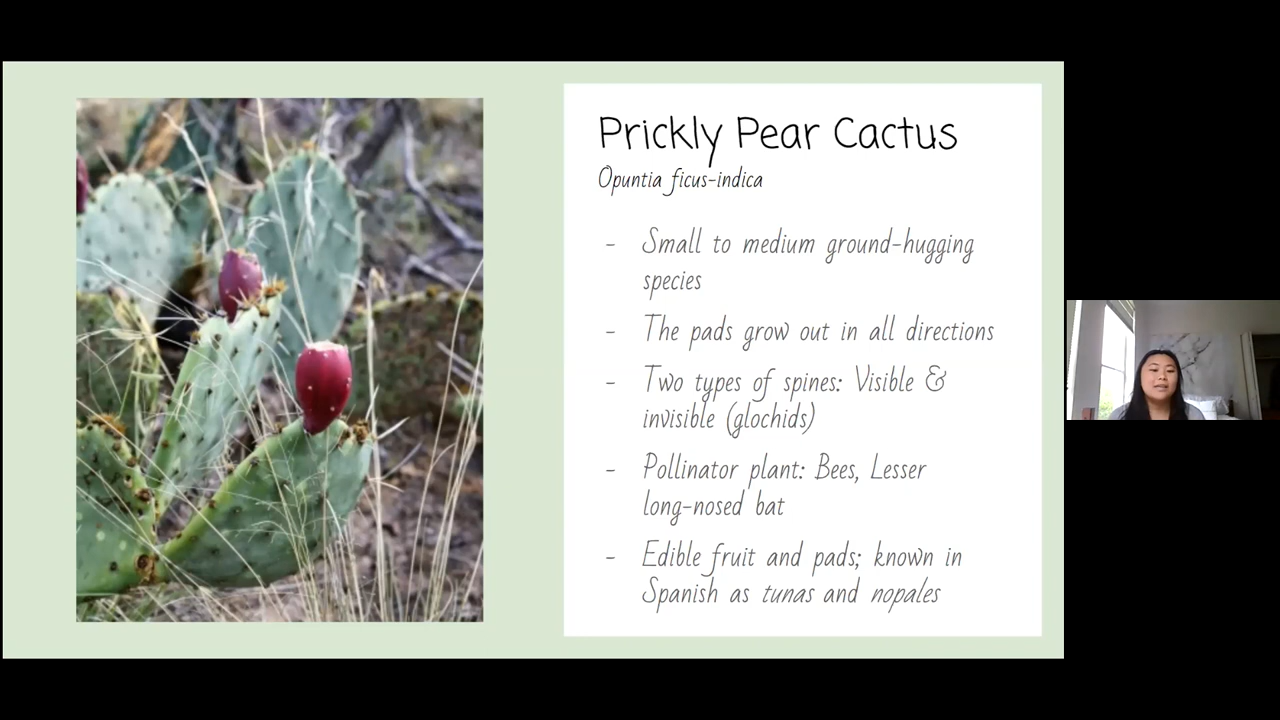 Prickly Pear Cactus
Opuntia ficus-indica
- Small to medium ground-hugging
species
- The pads grow out in all directions
- Two types of spines: Visible &
invisible (glochids)
- Pollinator plant: Bees, Lesser
long-nosed bat
- Edible fruit and pads; known in
Spanish as tunas and nopales